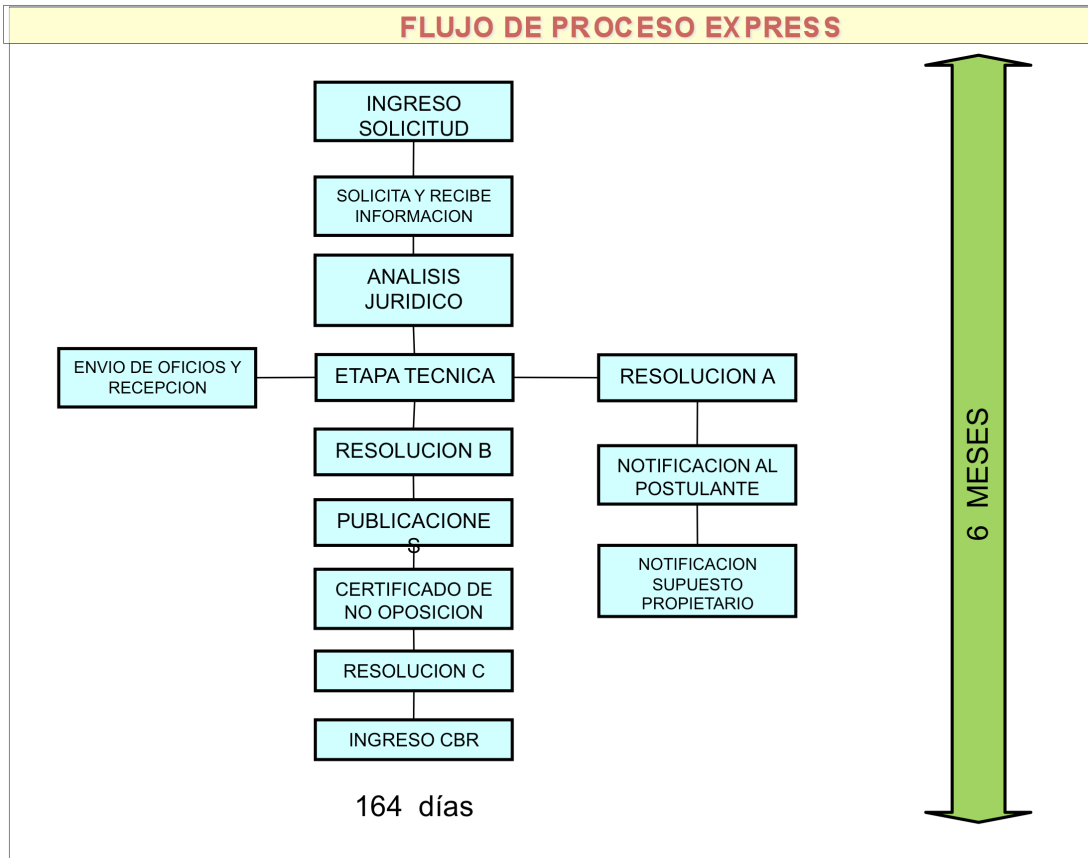 FLUJO DE PROCESO EXPRESS
INGRESO
SOLICITUD
SOLICITA Y RECIBE
INFORMACION
ANALISIS
JURIDICO
ENVIO DE OFICIOS Y
RECEPCION
ETAPA TECNICA
RESOLUCION A
RESOLUCION B
NOTIFICACION AL
POSTULANTE
PUBLICACIONE
S
NOTIFICACION
SUPUESTO
PROPIETARIO
CERTIFICADO DE
NO OPOSICION
RESOLUCION C
INGRESO CBR
164 días
6 MESES